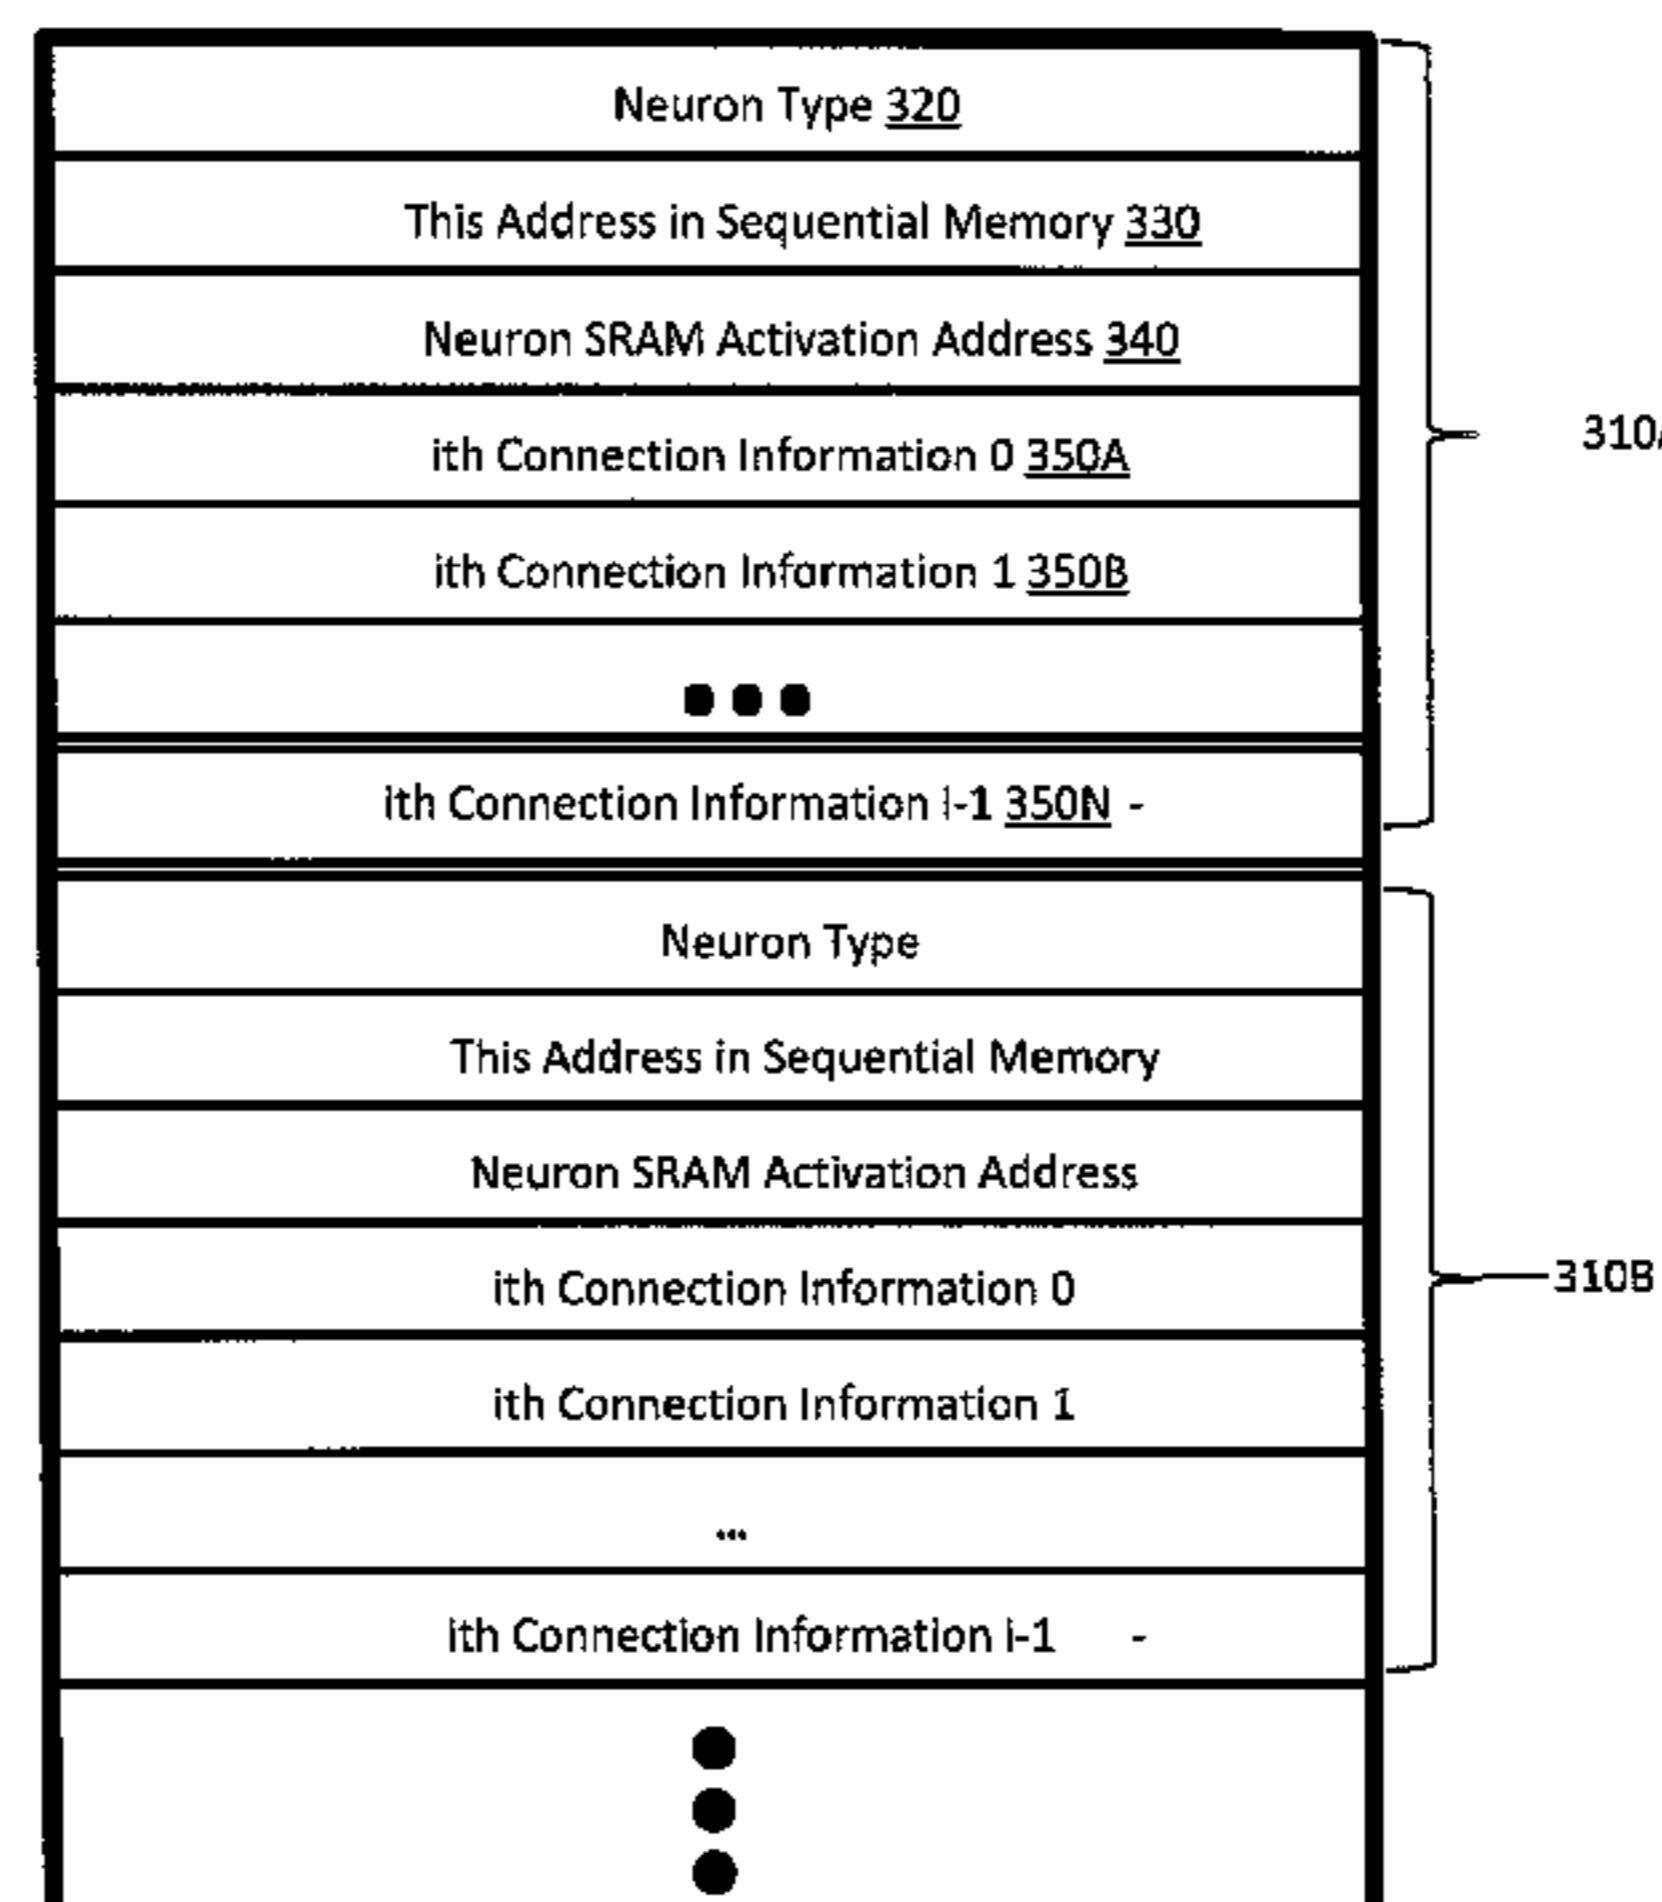 Neuron Type 320
This Address in Sequential Memory 330
Neuron SRAM Activation Address 340
ith Connection Information 0 350A
310A
ith Connection Information 1 350B
●●●
ith Connection Information I-1 350N -
Neuron Type
This Address in Sequential Memory
Neuron SRAM Activation Address
ith Connection Information 0
310B
ith Connection Information 1
...
ith Connection Information I-1 -